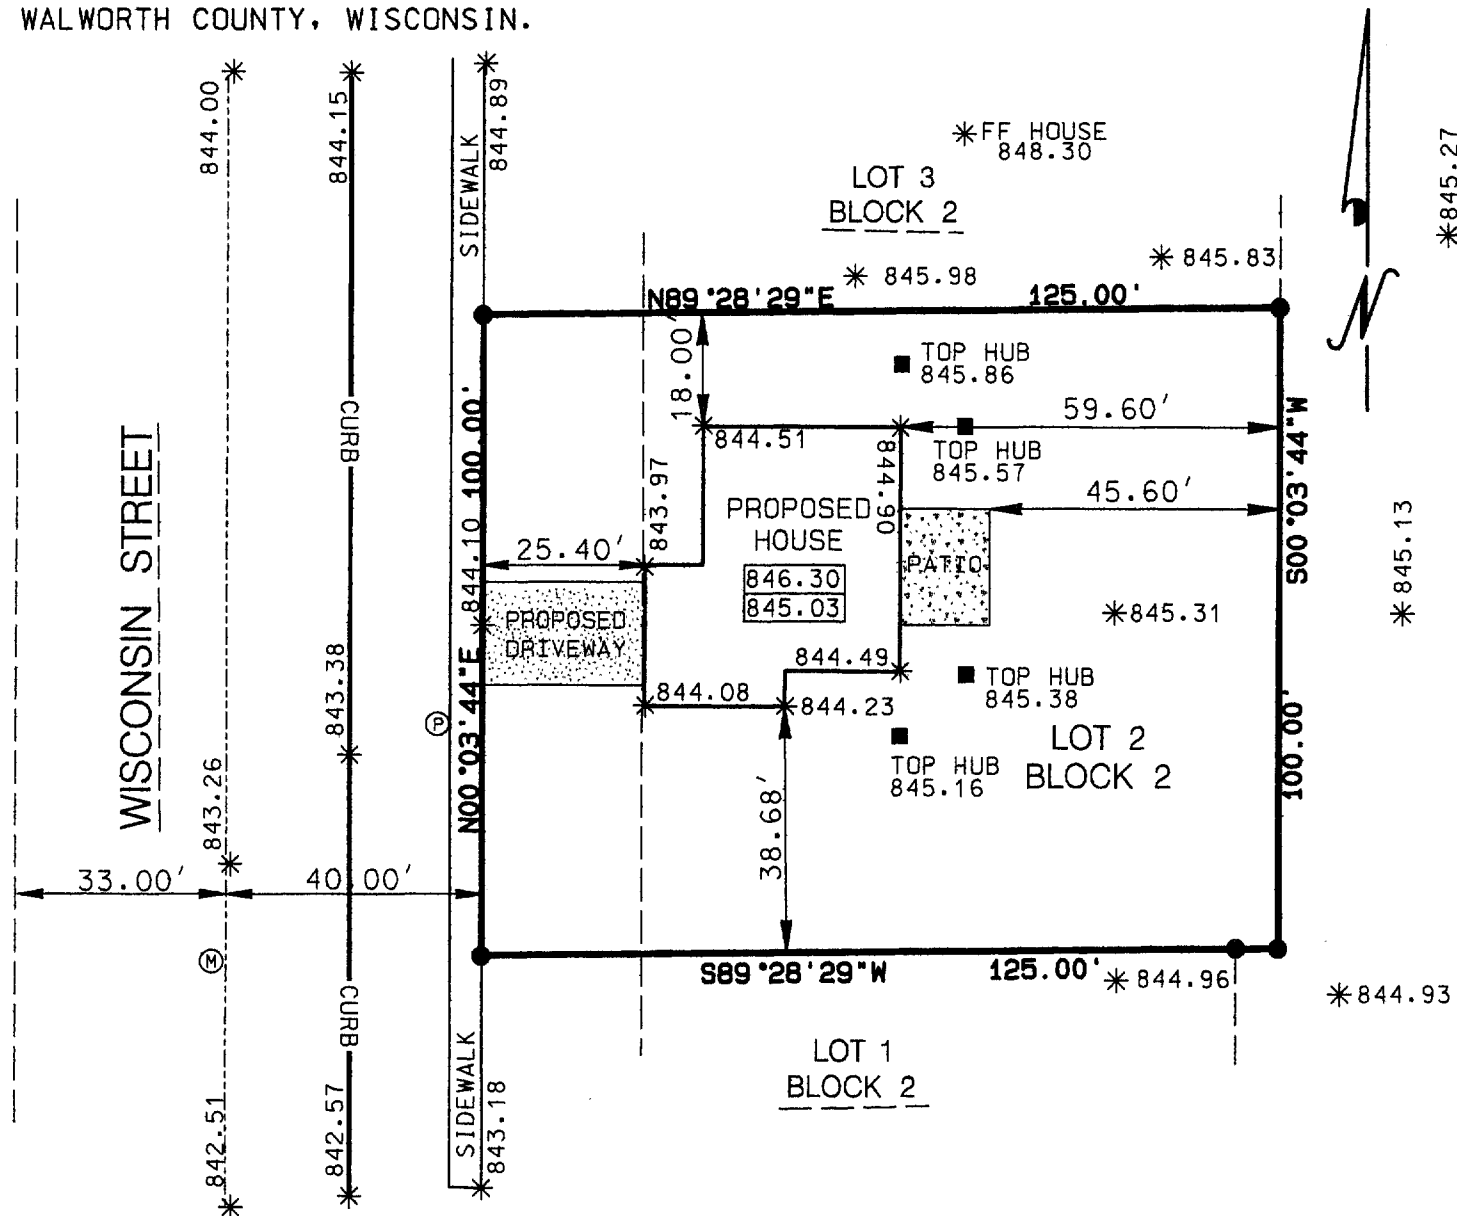 WALWORTH COUNTY, WISCONSIN.
844.00
844.15
SIDEWALK
844.89
FF HOUSE
848.30
LOT 3
BLOCK 2
845.27
845.98
845.83
N89°28'29"E
125.00'
18.00'
TOP HUB
845.86
59.60'
844.51
844.90
TOP HUB
845.57
S00°03'44"W
CURB
100.00'
WISCONSIN STREET
843.97
PROPOSED
HOUSE
846.30
845.03
45.60'
PATIO
845.13
25.40'
844.10
PROPOSED
DRIVEWAY
845.31
843.38
N00°03'44"E
844.49
844.08
844.23
TOP HUB
845.38
P
TOP HUB
845.16
LOT 2
BLOCK 2
100.00'
843.26
38.68'
33.00'
40.00'
M
S89°28'29"W
125.00'
844.96
844.93
CURB
SIDEWALK
LOT 1
BLOCK 2
842.51
842.57
843.18